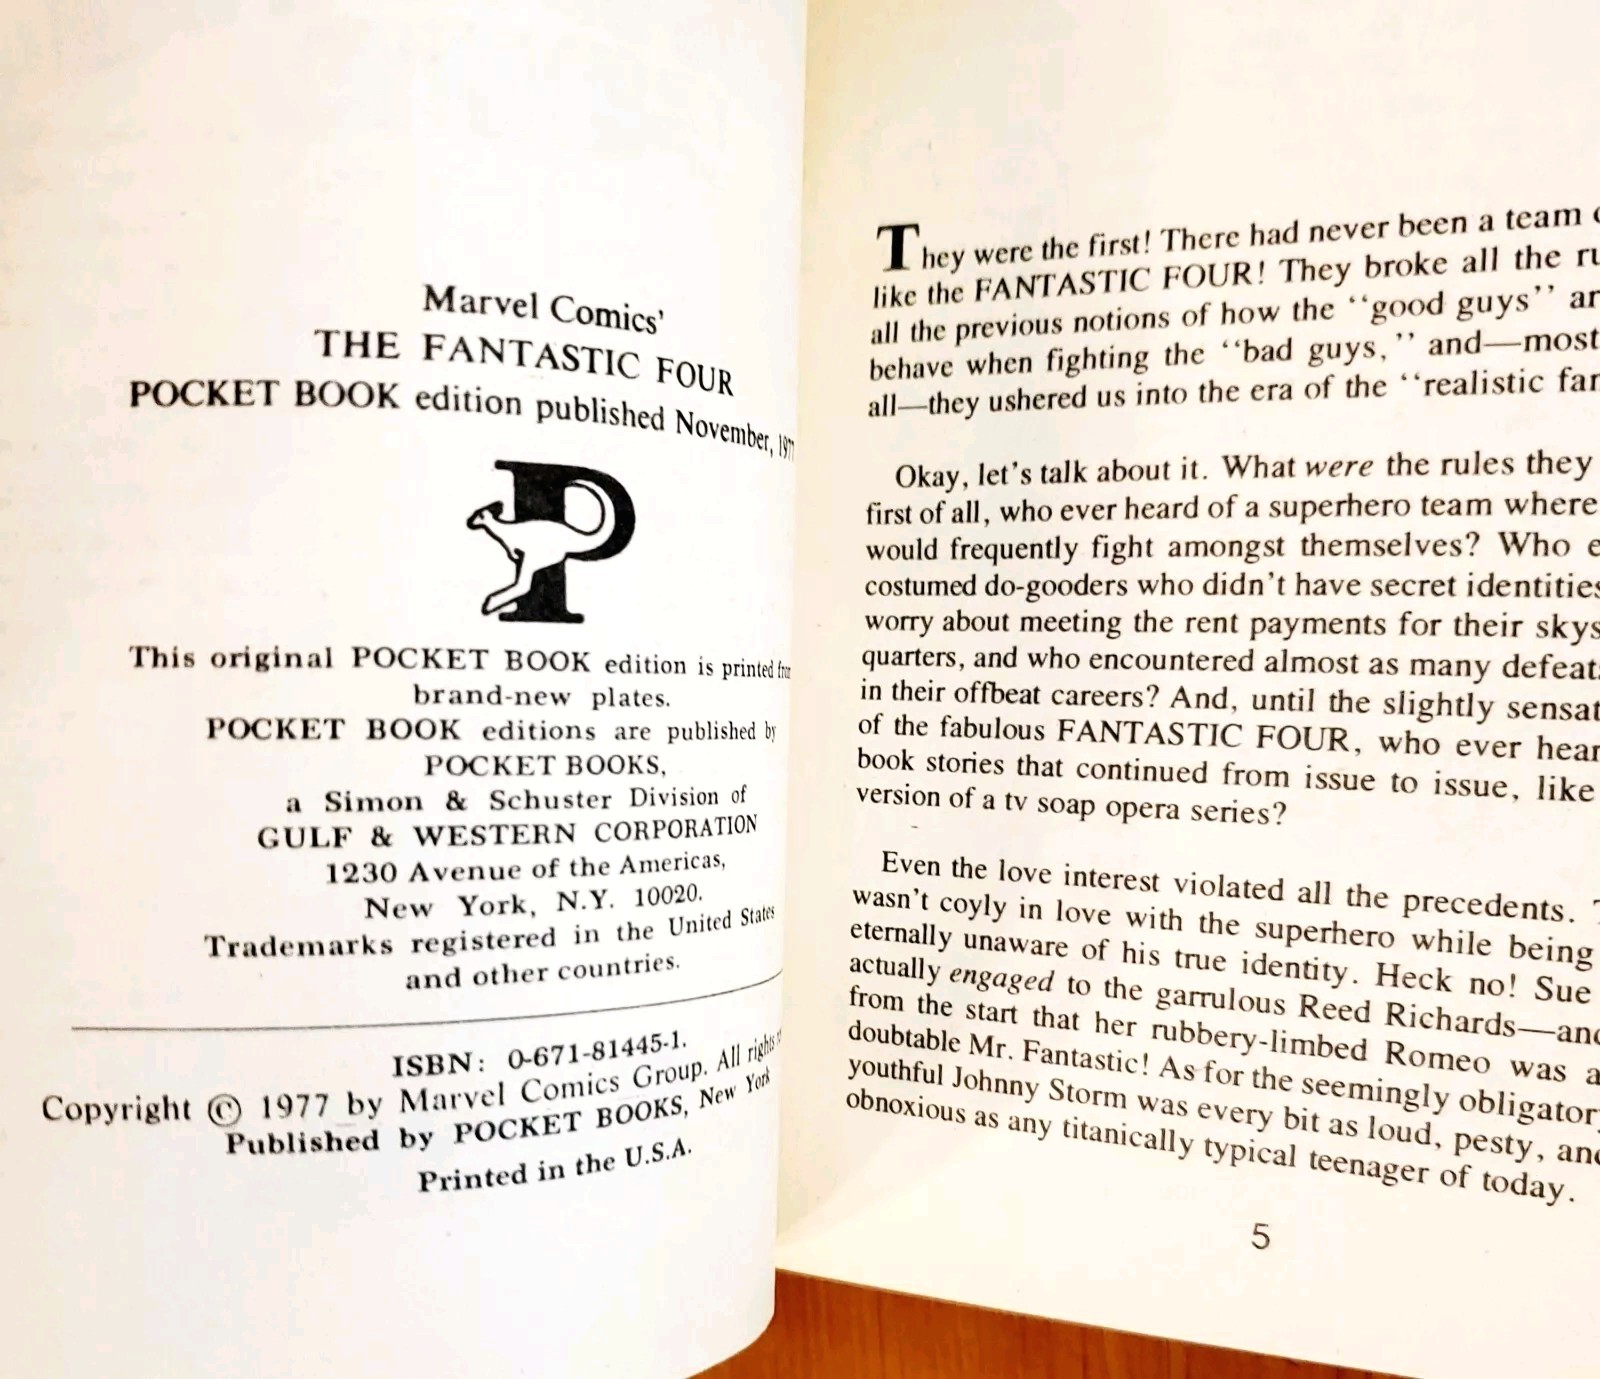 Marvel Comics'
THE FANTASTIC FOUR
POCKET BOOK edition published November, 1977
P
This original POCKET BOOK edition is printed from
brand-new plates.
POCKET BOOK editions are published by
POCKET BOOKS,
a Simon & Schuster Division of
GULF & WESTERN CORPORATION
1230 Avenue of the Americas,
New York, N.Y. 10020.
Trademarks registered in the United States
and other countries.
ISBN: 0-671-81445-1.
Copyright © 1977 by Marvel Comics Group. All rights
Published by POCKET BOOKS, New York
Printed in the U.S.A.
They were the first! There had never been a team
like the FANTASTIC FOUR! They broke all the
all the previous notions of how the "good guys"
behave when fighting the "bad guys," and—most
all—they ushered us into the era of the "realistic
Okay, let's talk about it. What were the rules they
first of all, who ever heard of a superhero team where
would frequently fight amongst themselves? Who
costumed do-gooders who didn't have secret identities
worry about meeting the rent payments for their
quarters, and who encountered almost as many
in their offbeat careers? And, until the slightly
of the fabulous FANTASTIC FOUR, who ever
book stories that continued from issue to issue, like
version of a tv soap opera series?
Even the love interest violated all the precedents.
wasn't coyly in love with the superhero while being
eternally unaware of his true identity. Heck no! Sue
actually engaged to the garrulous Reed Richards—
from the start that her rubbery-limbed Romeo was
doubtable Mr. Fantastic! As for the seemingly
youthful Johnny Storm was every bit as loud, pesty,
obnoxious as any titanically typical teenager of today.
5